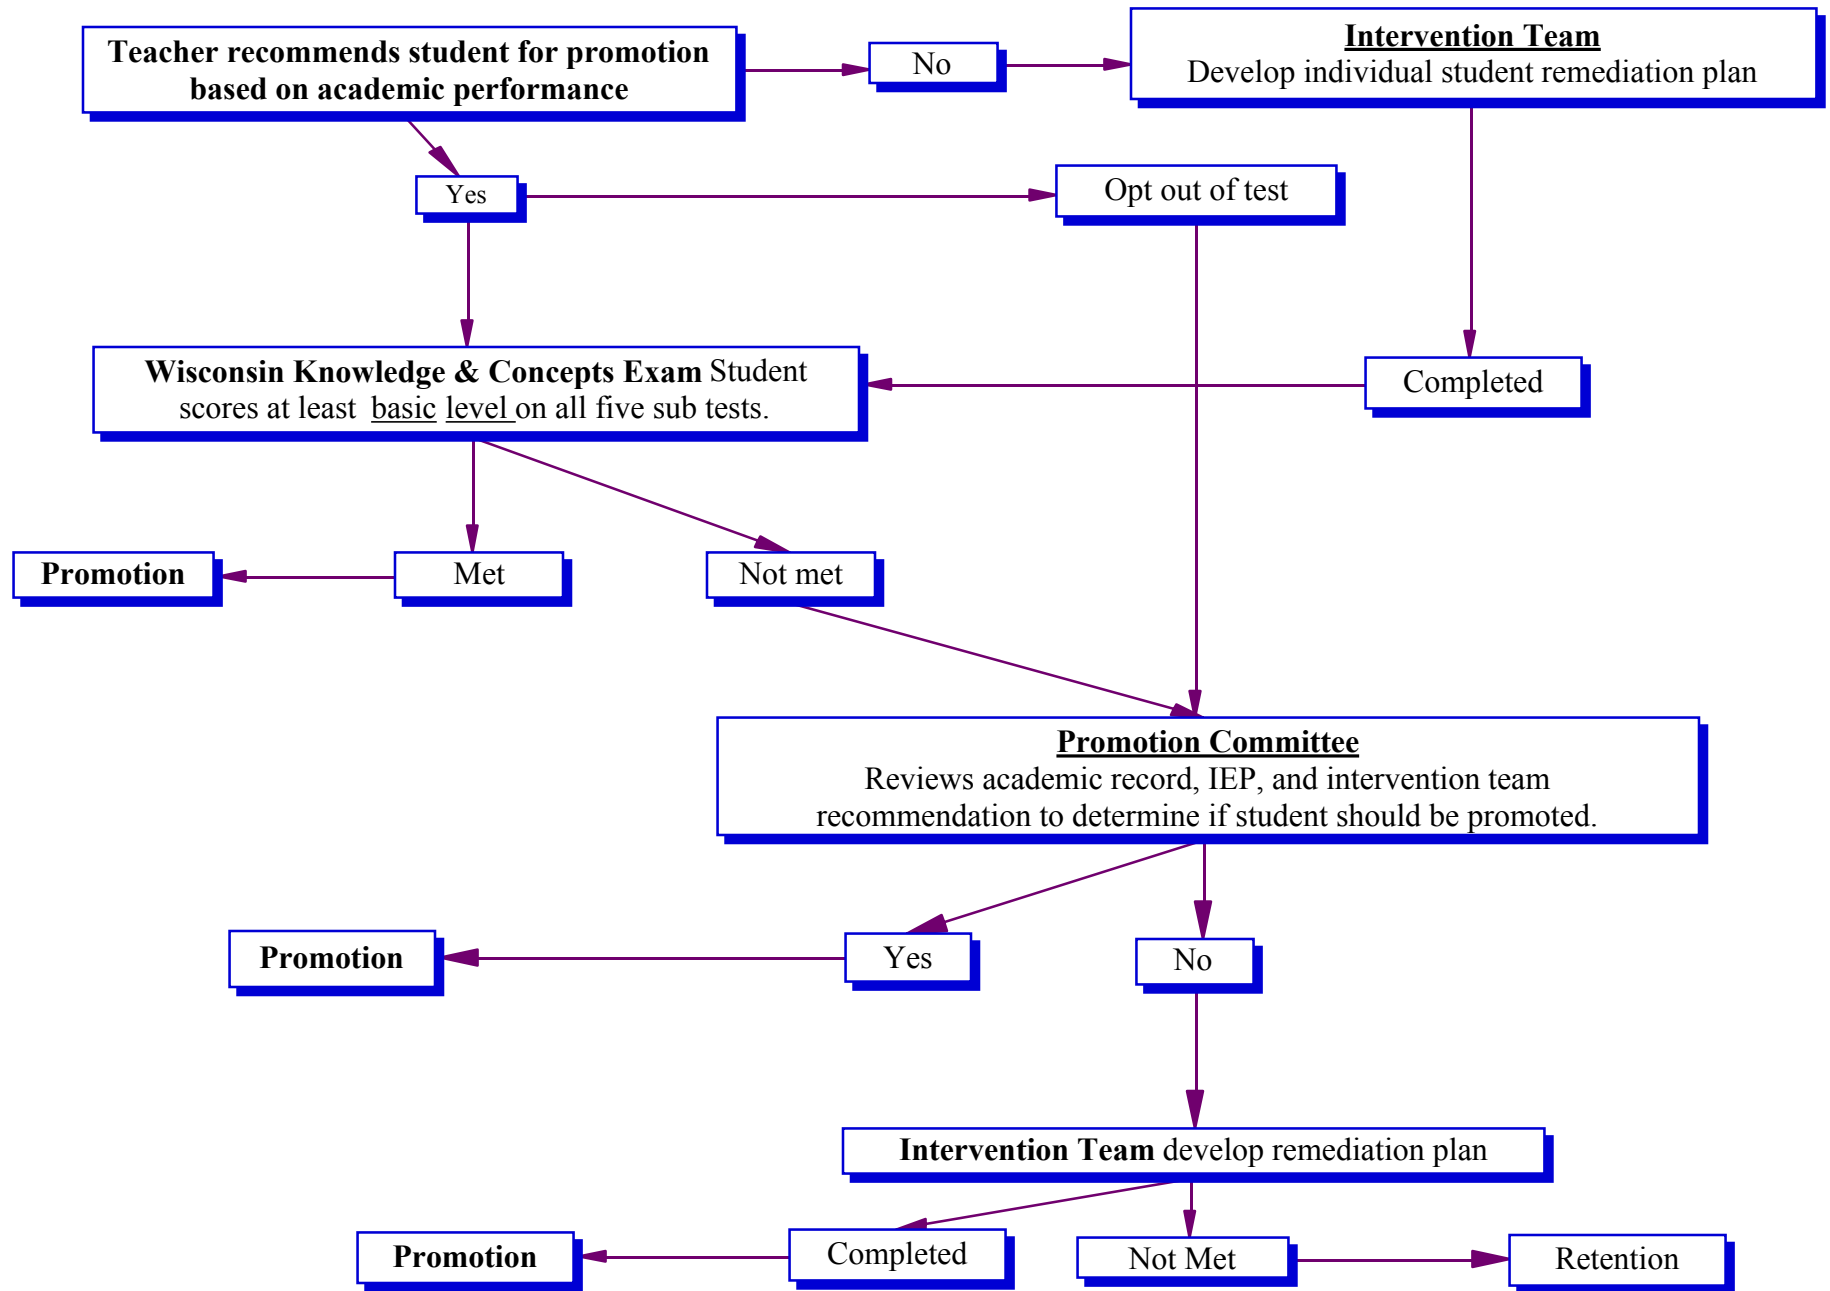 Teacher recommends student for promotion
based on academic performance
No
Intervention Team
Develop individual student remediation plan
Yes
Opt out of test
Wisconsin Knowledge & Concepts Exam Student
scores at least basic level on all five sub tests.
Completed
Promotion
Met
Not met
Promotion Committee
Reviews academic record, IEP, and intervention team
recommendation to determine if student should be promoted.
Promotion
Yes
No
Intervention Team develop remediation plan
Promotion
Completed
Not Met
Retention